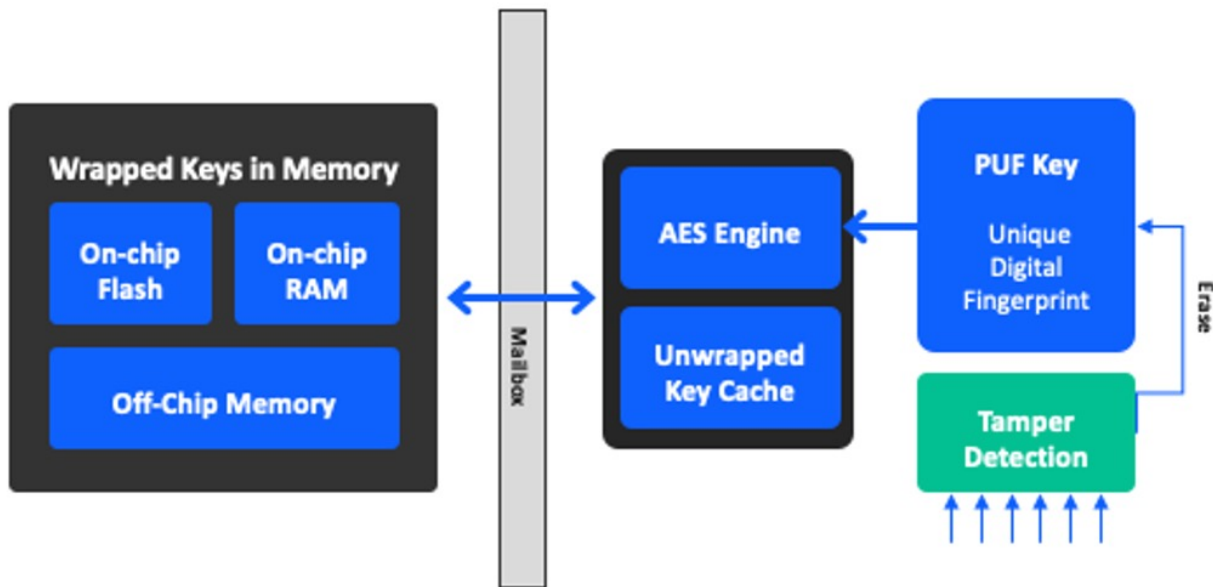 Wrapped Keys in Memory
On-chip
Flash
On-chip
RAM
Off-Chip Memory
Mailbox
AES Engine
Unwrapped
Key Cache
PUF Key
Unique
Digital
Fingerprint
Erase
Tamper
Detection